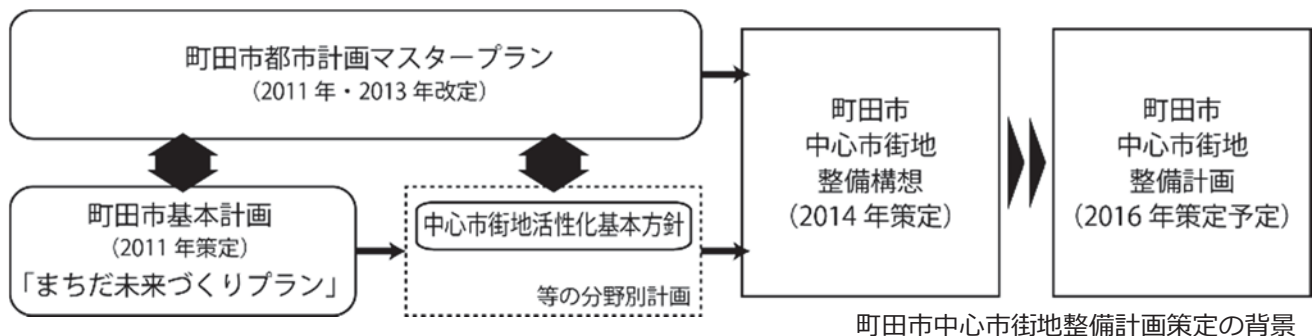 町田市都市計画マスタープラン
（2011年・2013年改定）
町田市基本計画
（2011年策定）
「まちだ未来づくりプラン」
中心市街地活性化基本方針
等の分野別計画
町田市
中心市街地
整備構想
（2014年策定）
町田市
中心市街地
整備計画
（2016年策定予定）
町田市中心市街地整備計画策定の背景